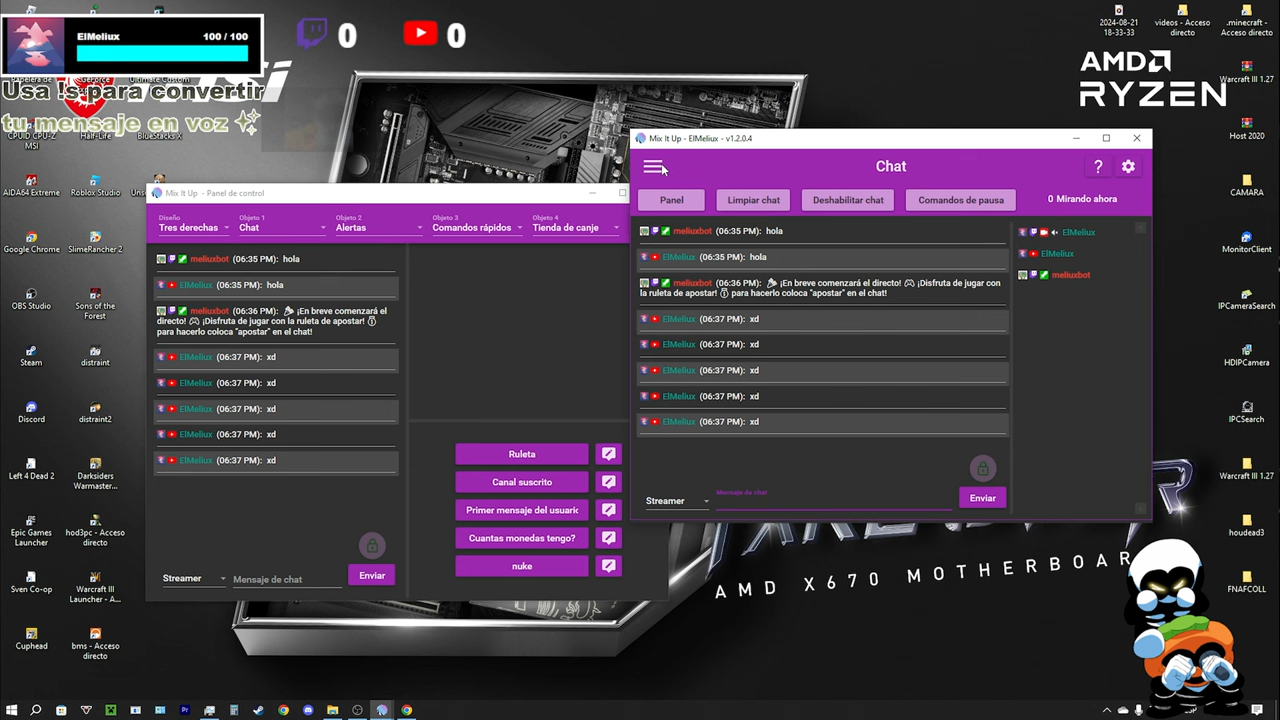 ElMeliux 100 / 100
0 0
Usa !s para convertir
tu mensaje en voz
CPUID CPU-Z
MSI
Half-Life
BlueStacks X
AIDA64 Extreme
Roblox Studio
Google Chrome
SlimeRancher 2
OBS Studio
Sons of the
Forest
Steam
distraint
Discord
distraint2
Left 4 Dead 2
Darksiders
Warmaster...
Epic Games
Launcher
hod3pc -
Acceso directo
Sven Co-op
Warcraft III
Launcher - A...
Cuphead
bms - Acceso
directo
Mix It Up - Panel de control
Diseño
Tres derechas
Objeto 1
Chat
Objeto 2
Alertas
Objeto 3
Comandos rápidos
Objeto 4
Tienda de canje
meliuxbot (06:35 PM): hola
ElMeliux (06:35 PM): hola
meliuxbot (06:36 PM): ¡En breve comenzará el
directo! ¡Disfruta de jugar con la ruleta de apostar!
para hacerlo coloca "apostar" en el chat!
ElMeliux (06:37 PM): xd
ElMeliux (06:37 PM): xd
ElMeliux (06:37 PM): xd
ElMeliux (06:37 PM): xd
ElMeliux (06:37 PM): xd
Streamer
Mensaje de chat
Enviar
Ruleta
Canal suscrito
Primer mensaje del usuario
Cuantas monedas tengo?
nuke
Mix It Up - ElMeliux - v1.2.0.4
Chat
?
Panel
Limpiar chat
Deshabilitar chat
Comandos de pausa
0 Mirando ahora
meliuxbot (06:35 PM): hola
ElMeliux (06:35 PM): hola
meliuxbot (06:36 PM): ¡En breve comenzará el directo! ¡Disfruta de jugar con
la ruleta de apostar! para hacerlo coloca "apostar" en el chat!
ElMeliux (06:37 PM): xd
ElMeliux (06:37 PM): xd
ElMeliux (06:37 PM): xd
ElMeliux (06:37 PM): xd
ElMeliux (06:37 PM): xd
Streamer
Mensaje de chat
Enviar
ElMeliux
ElMeliux
meliuxbot
AMD X670 MOTHERBOAR
2024-08-21
18-33-33
videos - Acceso
directo
.minecraft -
Acceso directo
AMD
RYZEN
Warcraft III 1.27
Host 2020
CAMARA
MonitorClient
IPCameraSearch
HDIPCamera
IPCSearch
Warcraft III 1.27
houdead3
FNAFCOLL